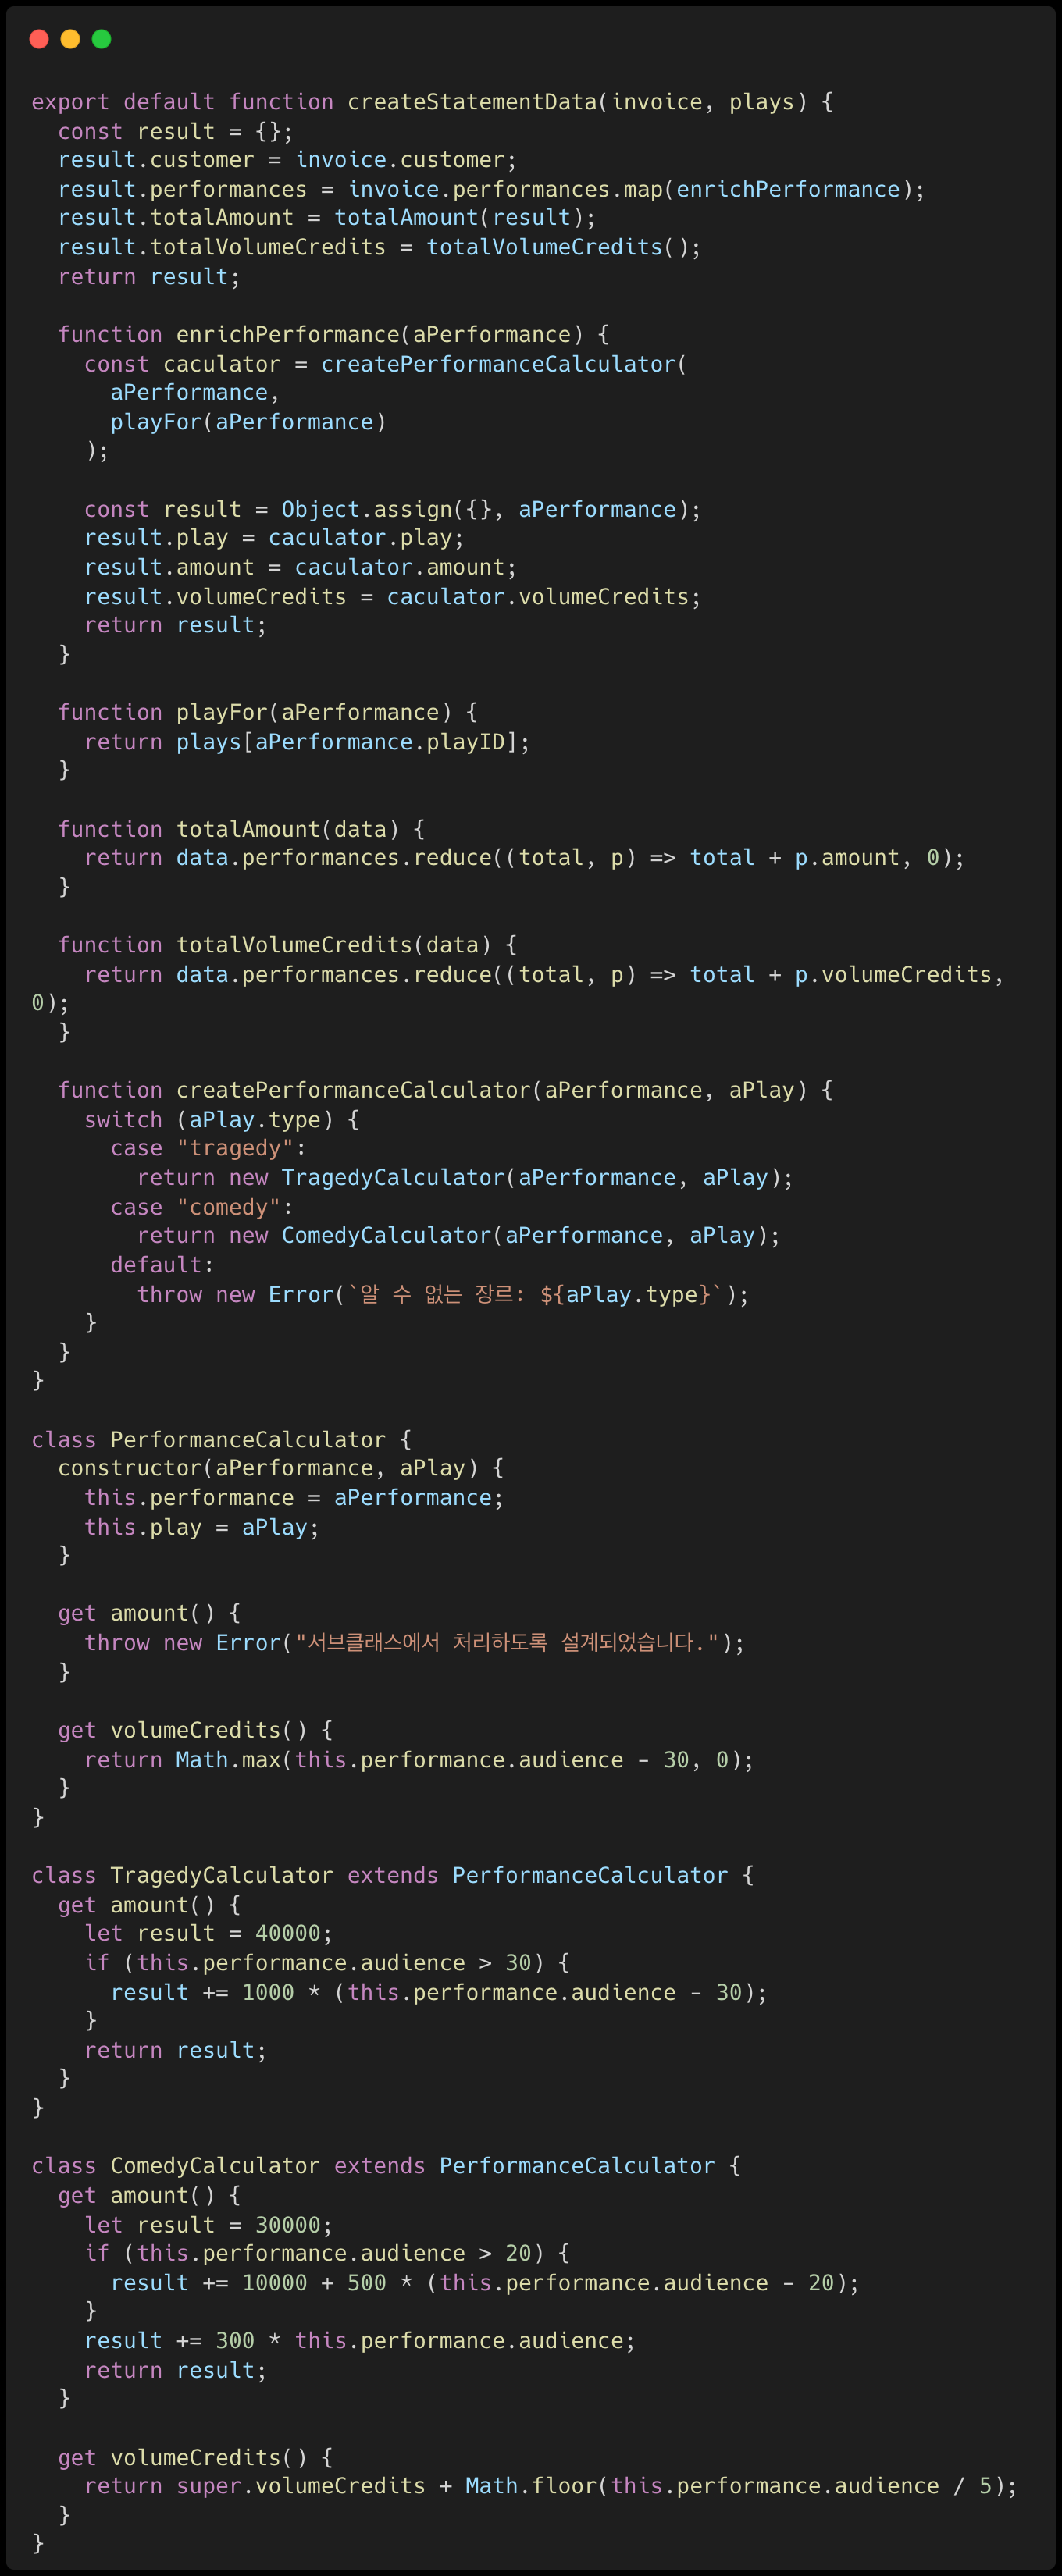 export default function createStatementData(invoice, plays) {
  const result = {};
  result.customer = invoice.customer;
  result.performances = invoice.performances.map(enrichPerformance);
  result.totalAmount = totalAmount(result);
  result.totalVolumeCredits = totalVolumeCredits();
  return result;

  function enrichPerformance(aPerformance) {
    const caculator = createPerformanceCalculator(
      aPerformance,
      playFor(aPerformance)
    );

    const result = Object.assign({}, aPerformance);
    result.play = caculator.play;
    result.amount = caculator.amount;
    result.volumeCredits = caculator.volumeCredits;
    return result;
  }

  function playFor(aPerformance) {
    return plays[aPerformance.playID];
  }

  function totalAmount(data) {
    return data.performances.reduce((total, p) => total + p.amount, 0);
  }

  function totalVolumeCredits(data) {
    return data.performances.reduce((total, p) => total + p.volumeCredits,
0);
  }

  function createPerformanceCalculator(aPerformance, aPlay) {
    switch (aPlay.type) {
      case "tragedy":
        return new TragedyCalculator(aPerformance, aPlay);
      case "comedy":
        return new ComedyCalculator(aPerformance, aPlay);
      default:
        throw new Error(`알 수 없는 장르: ${aPlay.type}`);
    }
  }
}

class PerformanceCalculator {
  constructor(aPerformance, aPlay) {
    this.performance = aPerformance;
    this.play = aPlay;
  }

  get amount() {
    throw new Error("서브클래스에서 처리하도록 설계되었습니다.");
  }

  get volumeCredits() {
    return Math.max(this.performance.audience - 30, 0);
  }
}

class TragedyCalculator extends PerformanceCalculator {
  get amount() {
    let result = 40000;
    if (this.performance.audience > 30) {
      result += 1000 * (this.performance.audience - 30);
    }
    return result;
  }
}

class ComedyCalculator extends PerformanceCalculator {
  get amount() {
    let result = 30000;
    if (this.performance.audience > 20) {
      result += 10000 + 500 * (this.performance.audience - 20);
    }
    result += 300 * this.performance.audience;
    return result;
  }

  get volumeCredits() {
    return super.volumeCredits + Math.floor(this.performance.audience / 5);
  }
}